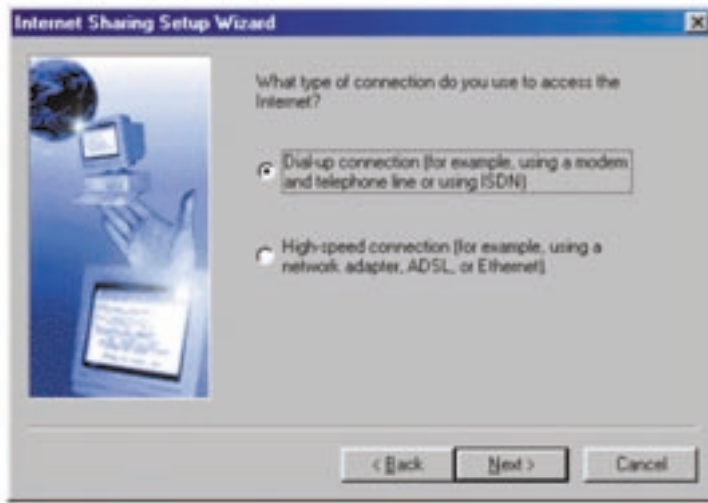 Internet Sharing Setup Wizard
What type of connection do you use to access the
Internet?
Dial-up connection (for example, using a modem
and telephone line or using ISDN)
High-speed connection (for example, using a
network adapter, ADSL, or Ethernet)
< Back
Next >
Cancel